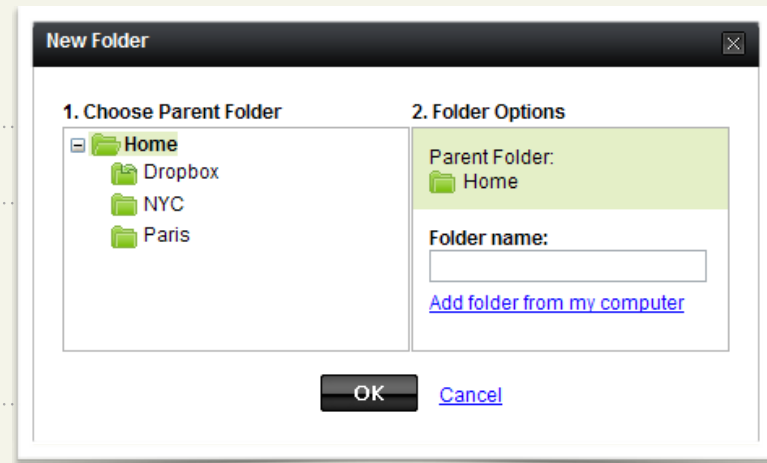 New Folder
1. Choose Parent Folder
Home
Dropbox
NYC
Paris
2. Folder Options
Parent Folder:
Home
Folder name:
Add folder from my computer
OK
Cancel